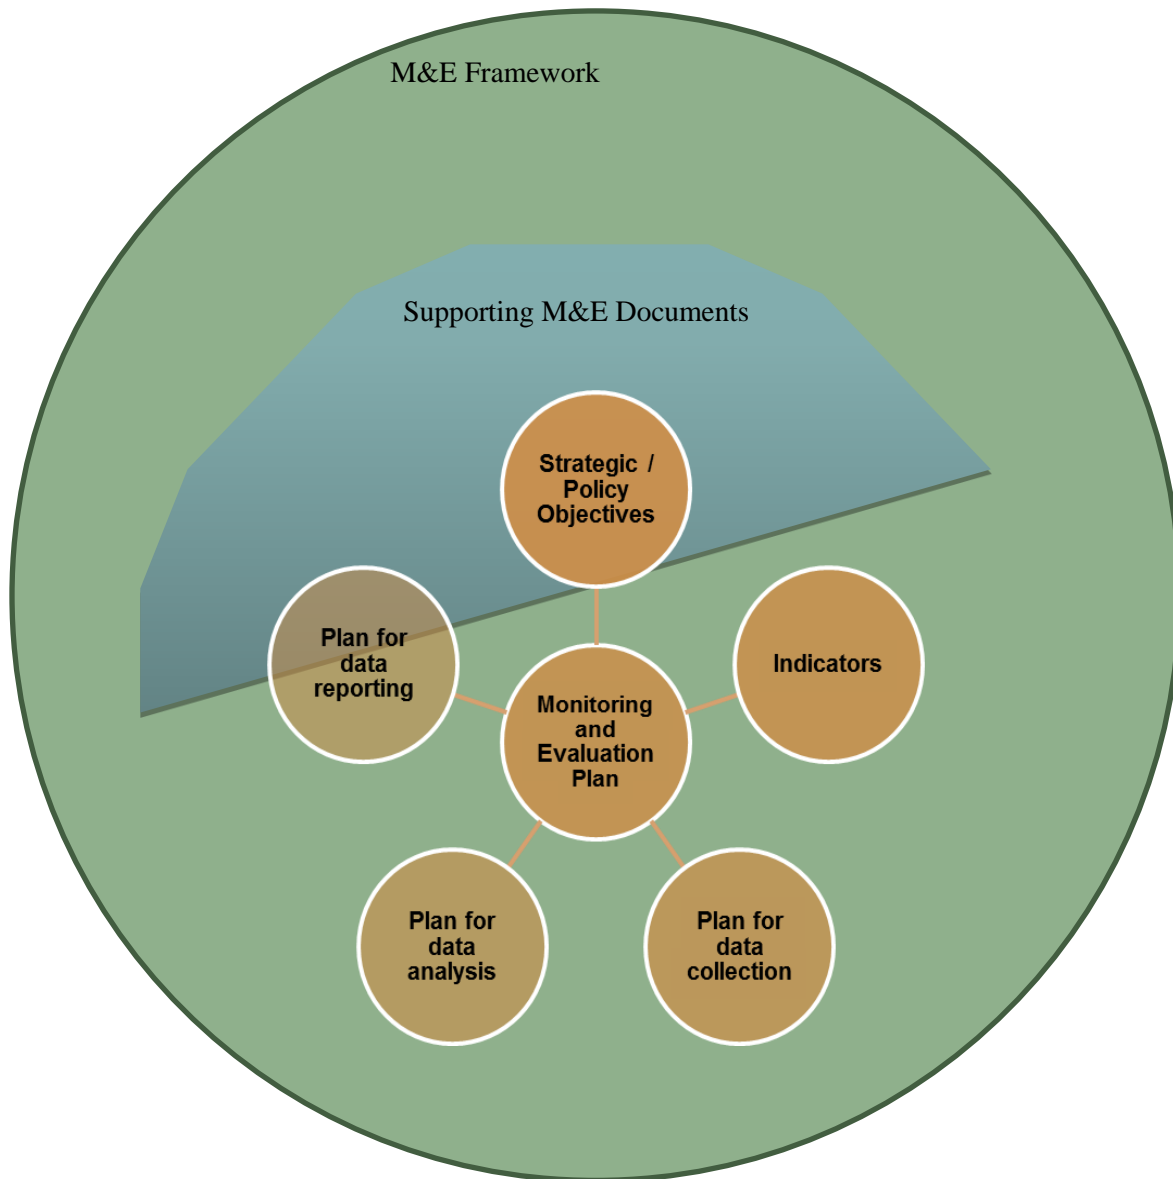 M&E Framework
Supporting M&E Documents
Strategic /
Policy
Objectives
Plan for
data
reporting
Indicators
Monitoring
and
Evaluation
Plan
Plan for
data
analysis
Plan for
data
collection